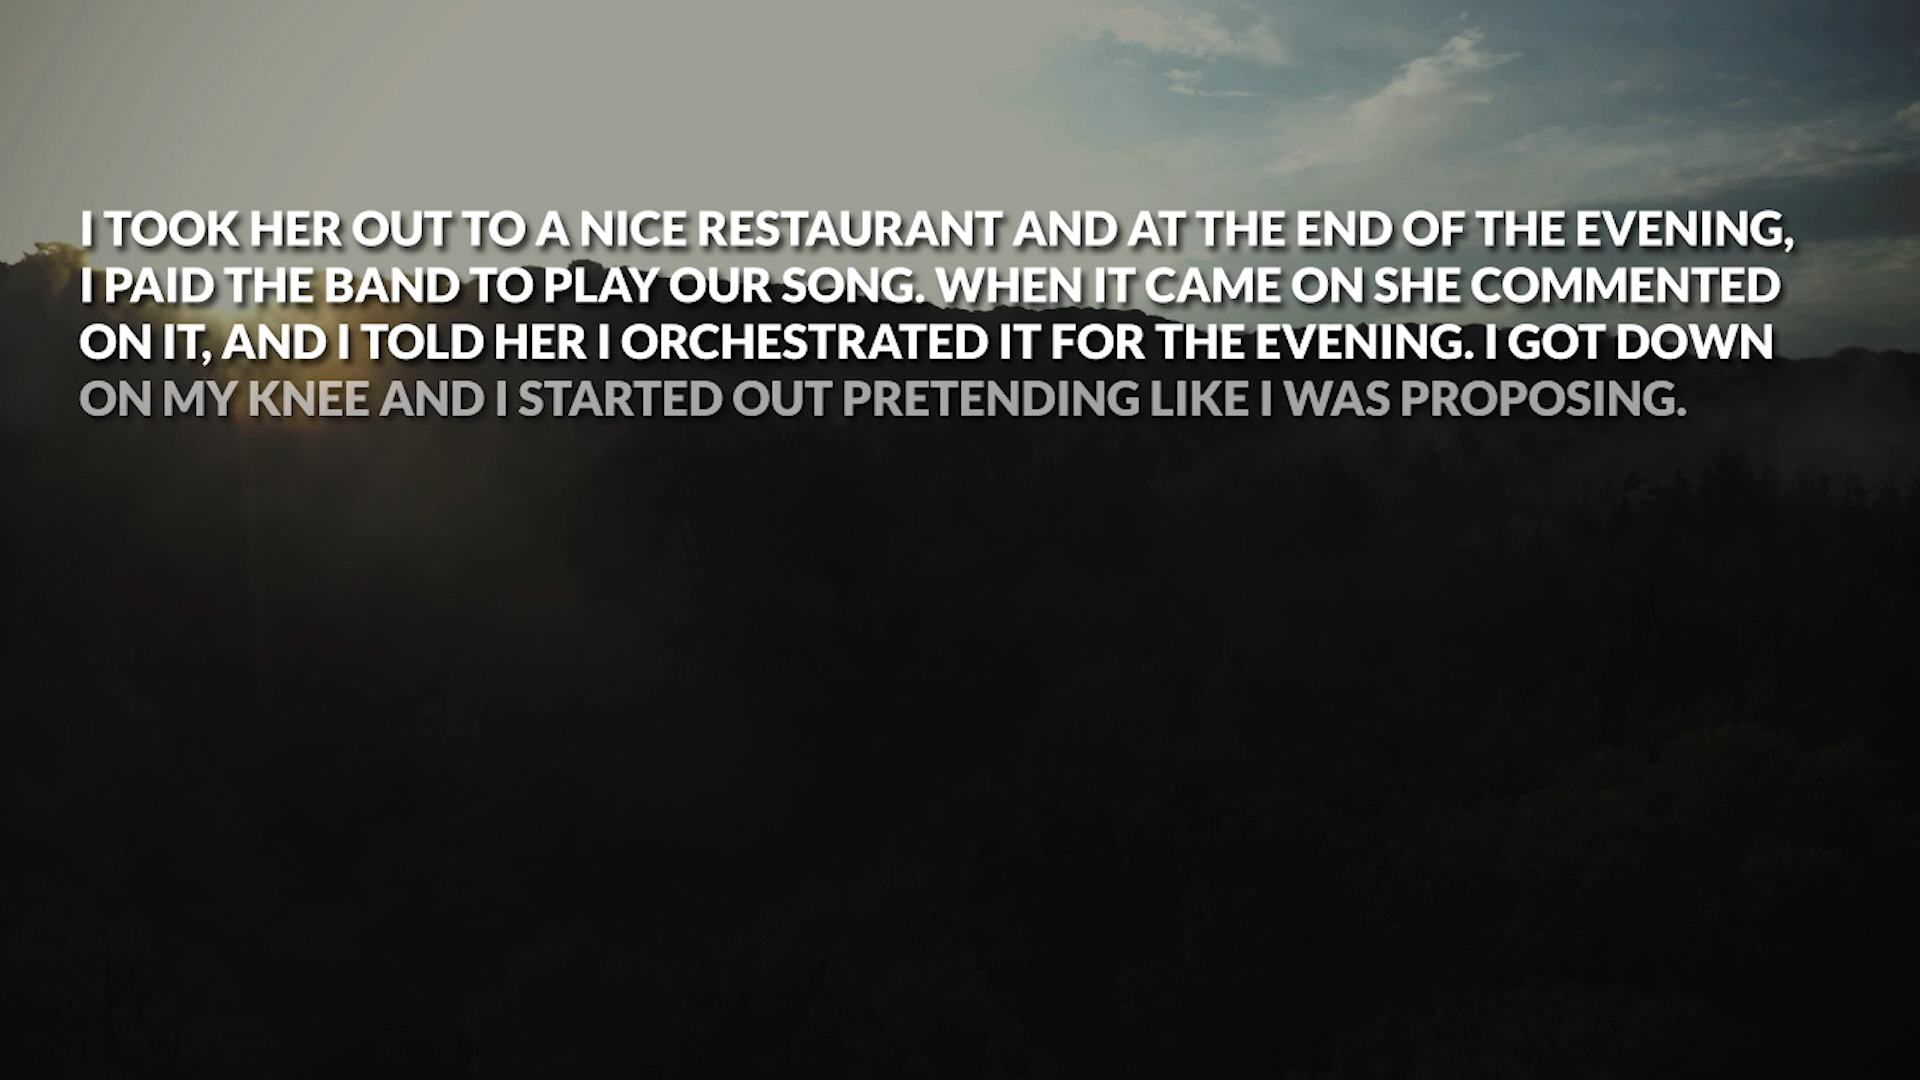 I TOOK HER OUT TO A NICE RESTAURANT AND AT THE END OF THE EVENING,
I PAID THE BAND TO PLAY OUR SONG. WHEN IT CAME ON SHE COMMENTED
ON IT, AND I TOLD HER I ORCHESTRATED IT FOR THE EVENING. I GOT DOWN
ON MY KNEE AND I STARTED OUT PRETENDING LIKE I WAS PROPOSING.